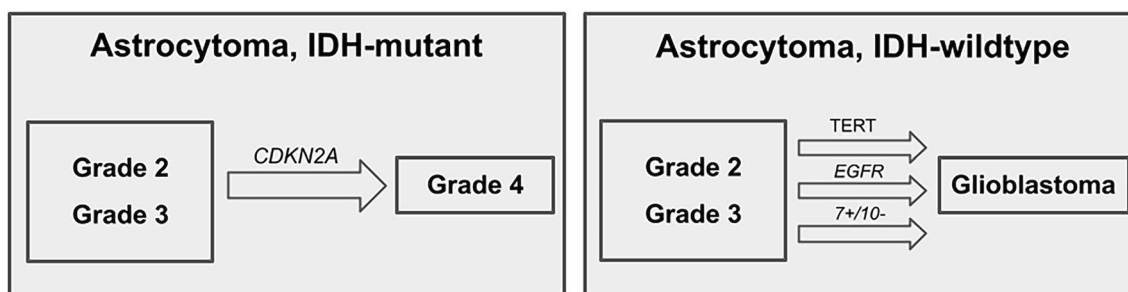 Astrocytoma, IDH-mutant
Grade 2
Grade 3
CDKN2A
Grade 4
Astrocytoma, IDH-wildtype
Grade 2
Grade 3
TERT
EGFR
7+/10-
Glioblastoma